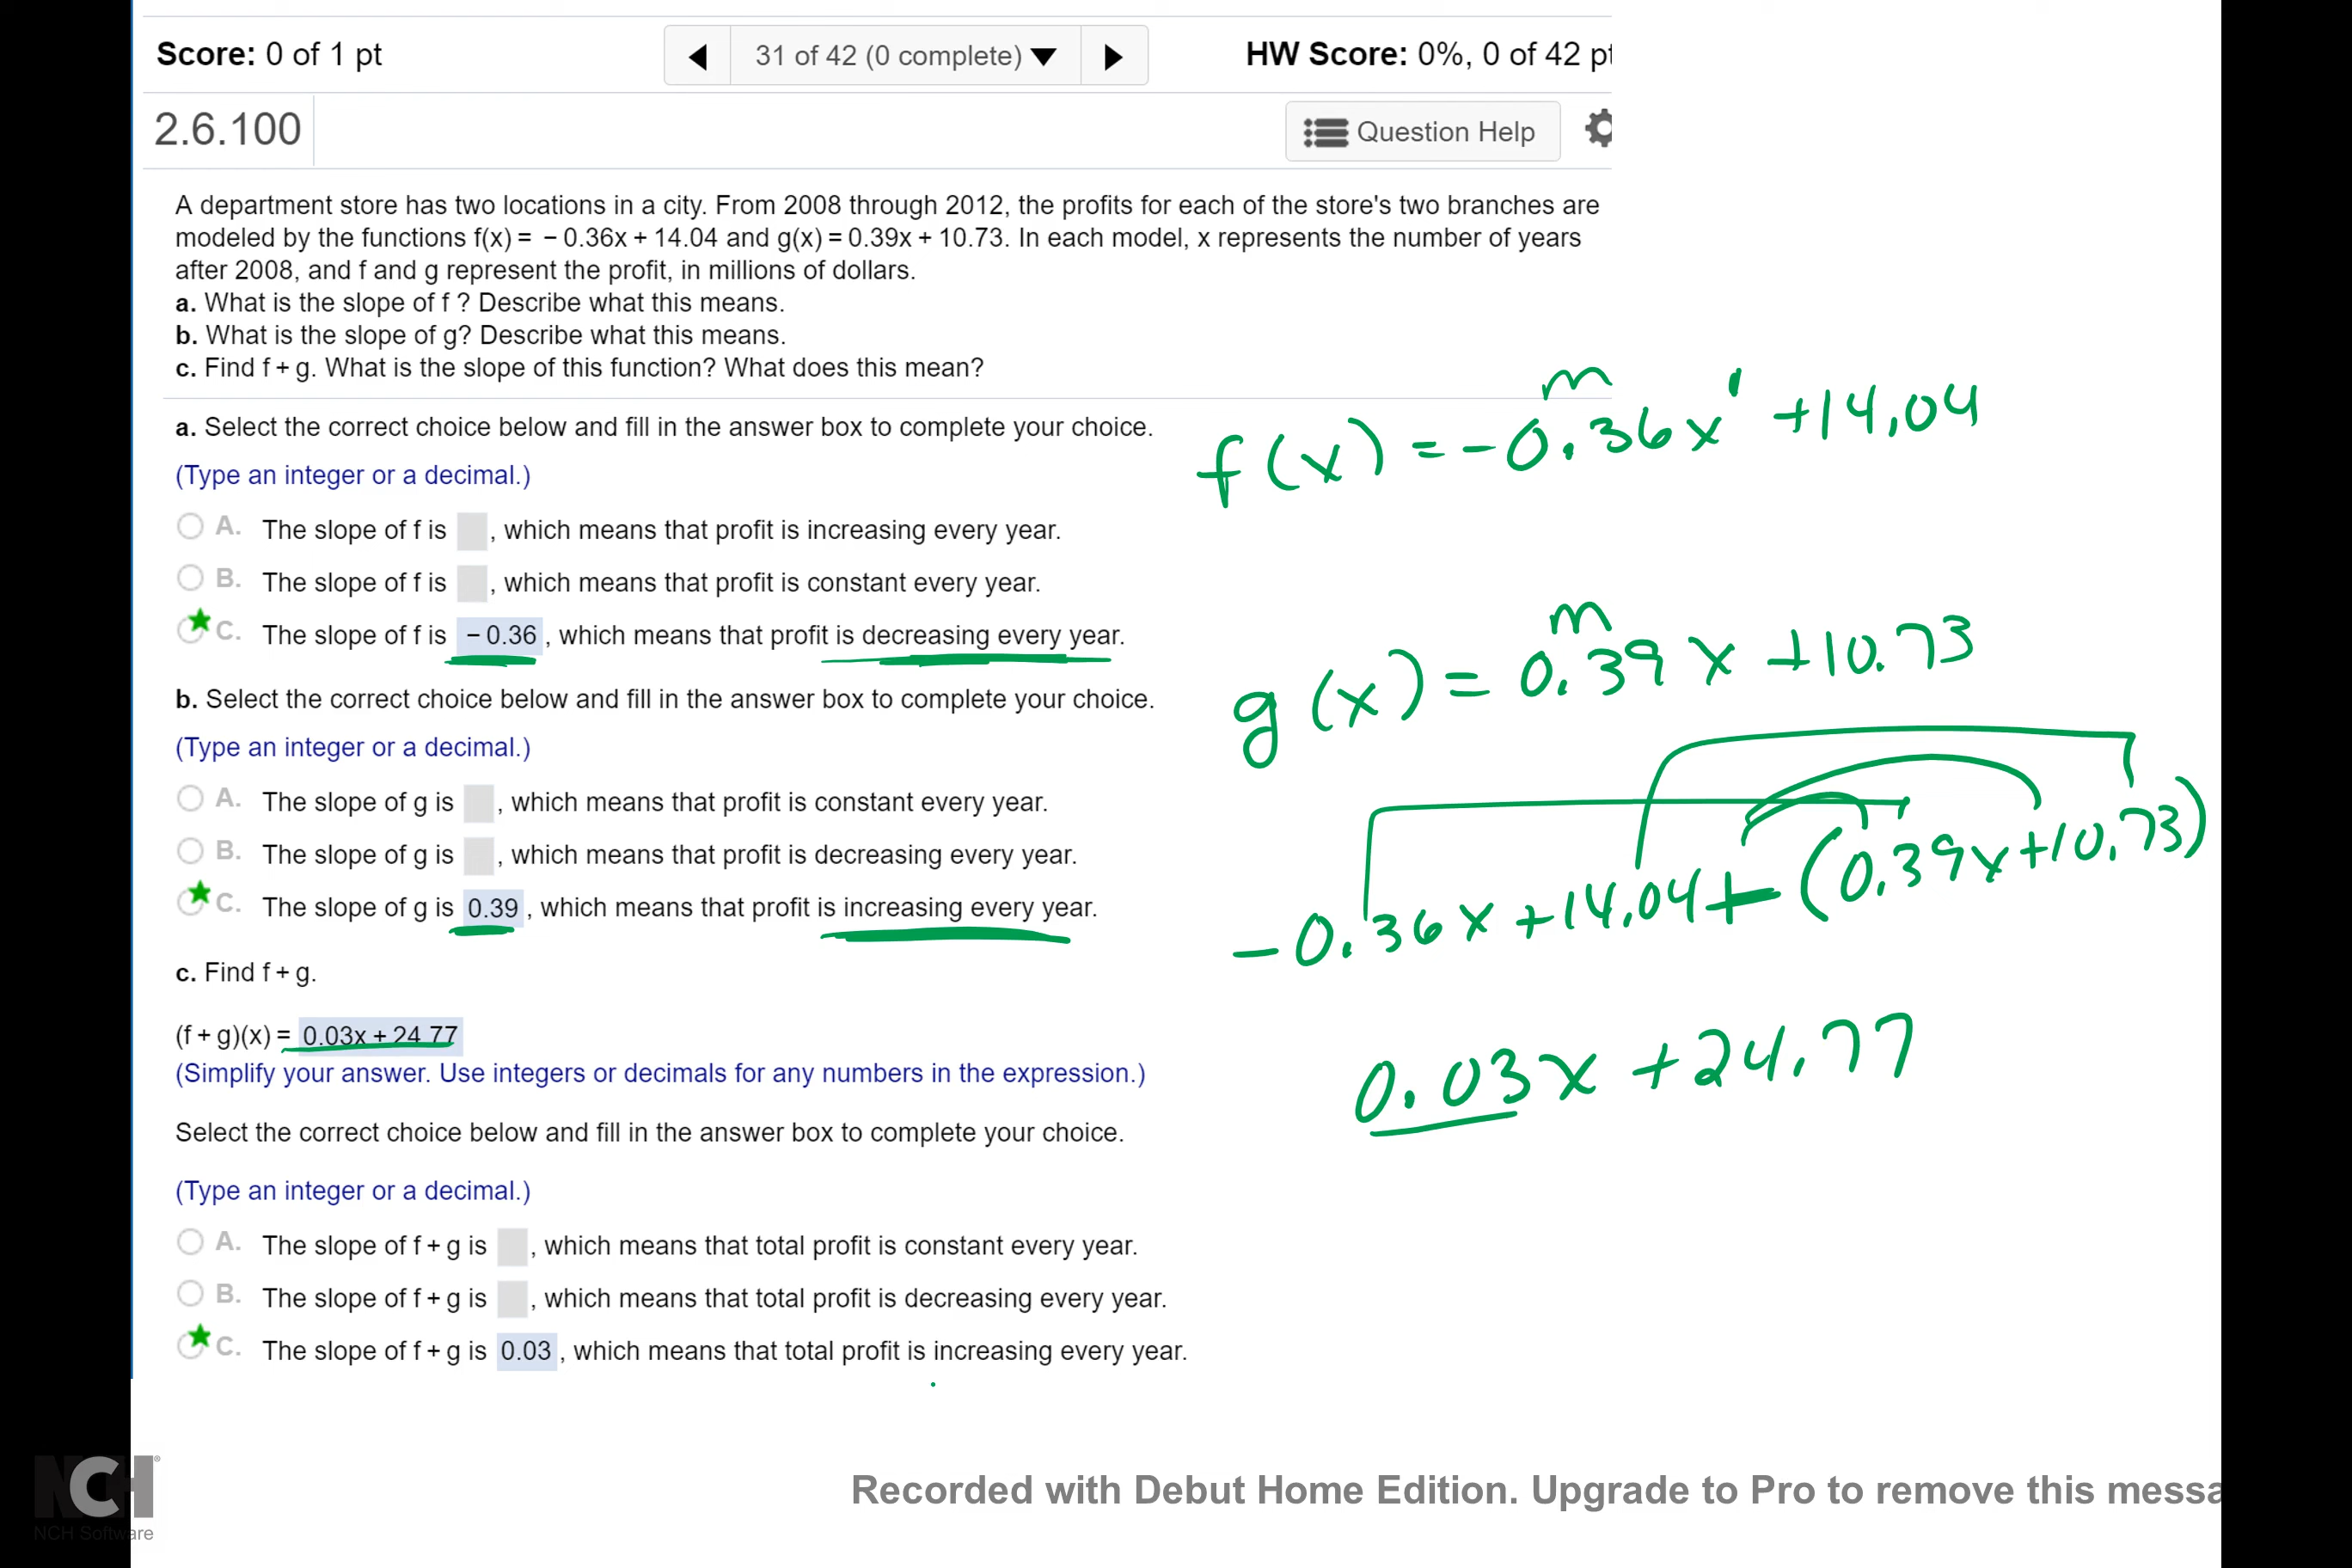 Score: 0 of 1 pt
31 of 42 (0 complete)
HW Score: 0%, 0 of 42 pt
2.6.100
Question Help
A department store has two locations in a city. From 2008 through 2012, the profits for each of the store's two branches are
modeled by the functions f(x) = − 0.36x + 14.04 and g(x) = 0.39x + 10.73. In each model, x represents the number of years
after 2008, and f and g represent the profit, in millions of dollars.
a. What is the slope of f ? Describe what this means.
b. What is the slope of g? Describe what this means.
c. Find f + g. What is the slope of this function? What does this mean?
a. Select the correct choice below and fill in the answer box to complete your choice.
(Type an integer or a decimal.)
A. The slope of f is , which means that profit is increasing every year.
B. The slope of f is , which means that profit is constant every year.
C. The slope of f is − 0.36 , which means that profit is decreasing every year.
b. Select the correct choice below and fill in the answer box to complete your choice.
(Type an integer or a decimal.)
A. The slope of g is , which means that profit is constant every year.
B. The slope of g is , which means that profit is decreasing every year.
C. The slope of g is 0.39 , which means that profit is increasing every year.
c. Find f + g.
(f + g)(x) = 0.03x + 24.77
(Simplify your answer. Use integers or decimals for any numbers in the expression.)
Select the correct choice below and fill in the answer box to complete your choice.
(Type an integer or a decimal.)
A. The slope of f + g is , which means that total profit is constant every year.
B. The slope of f + g is , which means that total profit is decreasing every year.
C. The slope of f + g is 0.03 , which means that total profit is increasing every year.
m
f(x) = -0.36x¹ +14.04
m
g(x) = 0.39x +10.73
-0.36x +14.04 + (0.39x+10.73)
0.03x +24.77
NCH®
NCH Software
Recorded with Debut Home Edition. Upgrade to Pro to remove this messa